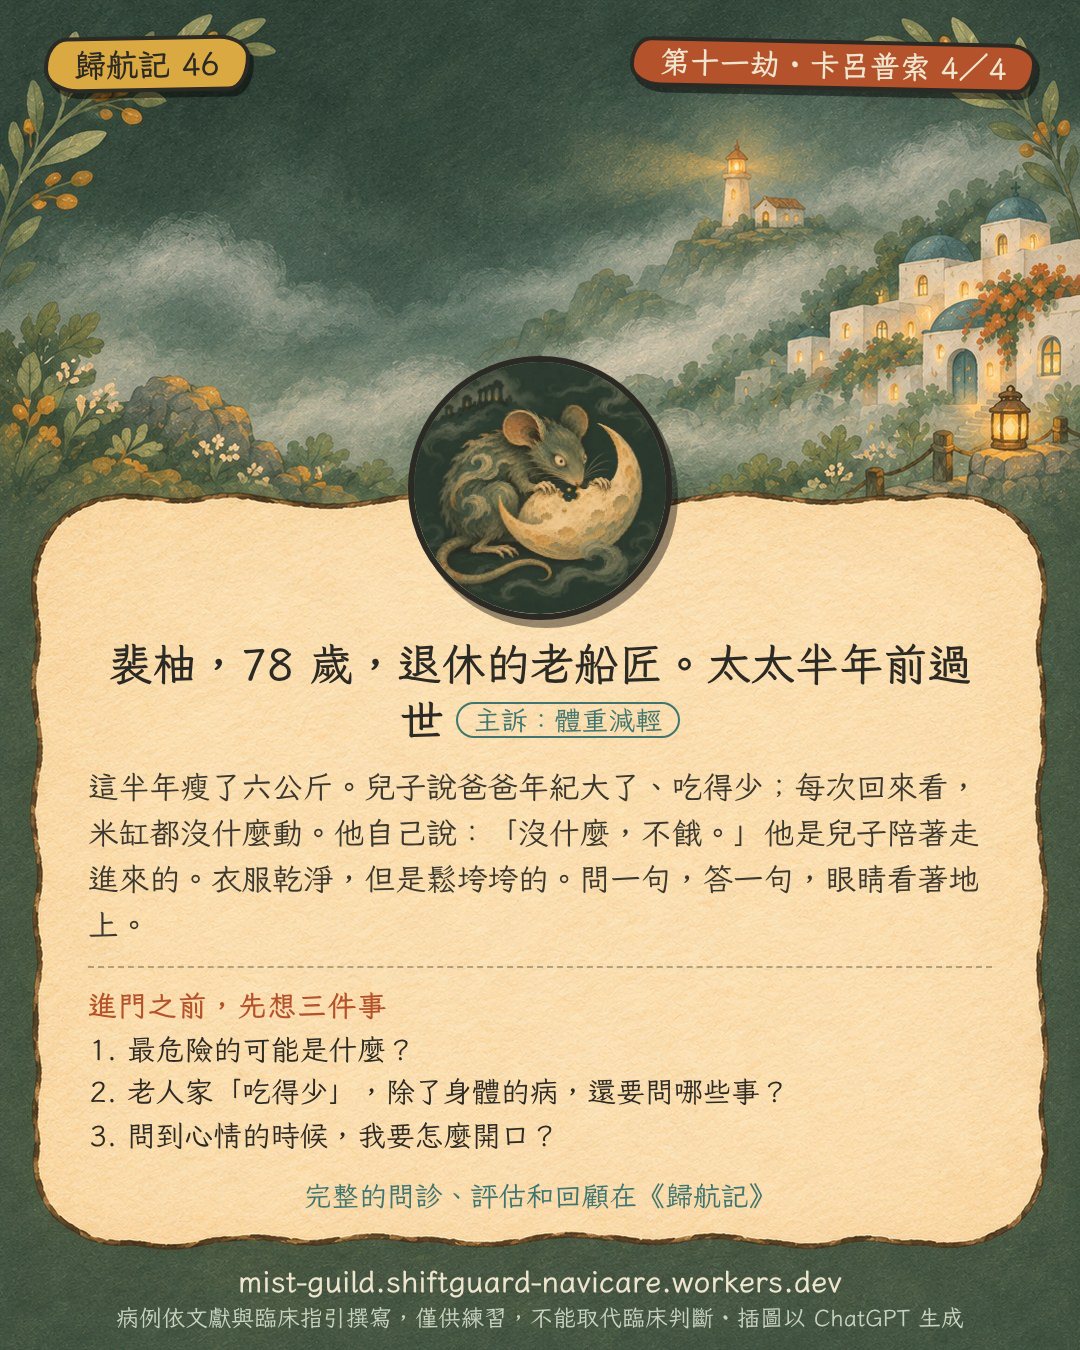 歸航記 46
第十一劫・卡呂普索 4／4
裴柚，78 歲，退休的老船匠。太太半年前過
世 主訴：體重減輕
這半年瘦了六公斤。兒子說爸爸年紀大了、吃得少；每次回來看，
米缸都沒什麼動。他自己說：「沒什麼，不餓。」他是兒子陪著走
進來的。衣服乾淨，但是鬆垮垮的。問一句，答一句，眼睛看著地
上。
進門之前，先想三件事
1. 最危險的可能是什麼？
2. 老人家「吃得少」，除了身體的病，還要問哪些事？
3. 問到心情的時候，我要怎麼開口？
完整的問診、評估和回顧在《歸航記》
mist-guild.shiftguard-navicare.workers.dev
病例依文獻與臨床指引撰寫，僅供練習，不能取代臨床判斷・插圖以 ChatGPT 生成